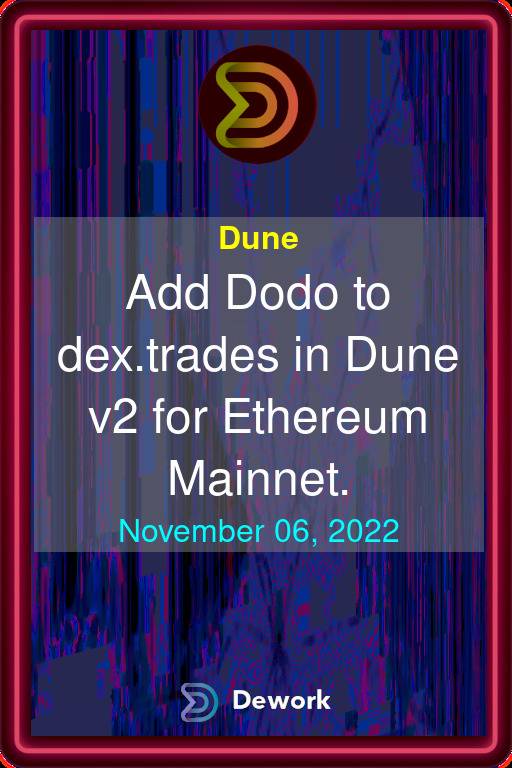 Dune
Add Dodo to
dex.trades in Dune
v2 for Ethereum
Mainnet.
November 06, 2022
Dework